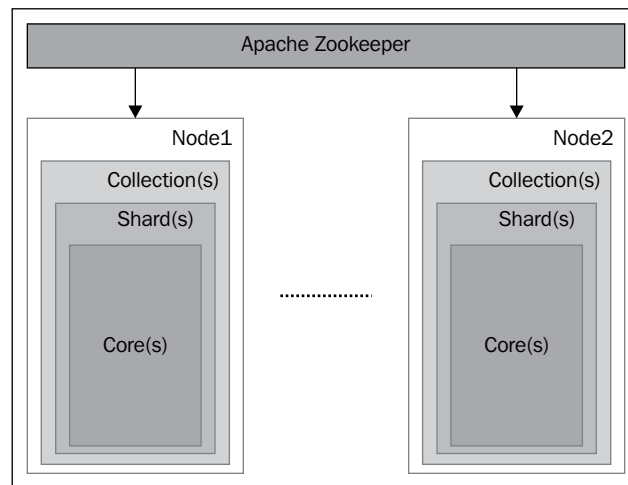 Apache Zookeeper
Node1
Collection(s)
Shard(s)
Core(s)
Node2
Collection(s)
Shard(s)
Core(s)